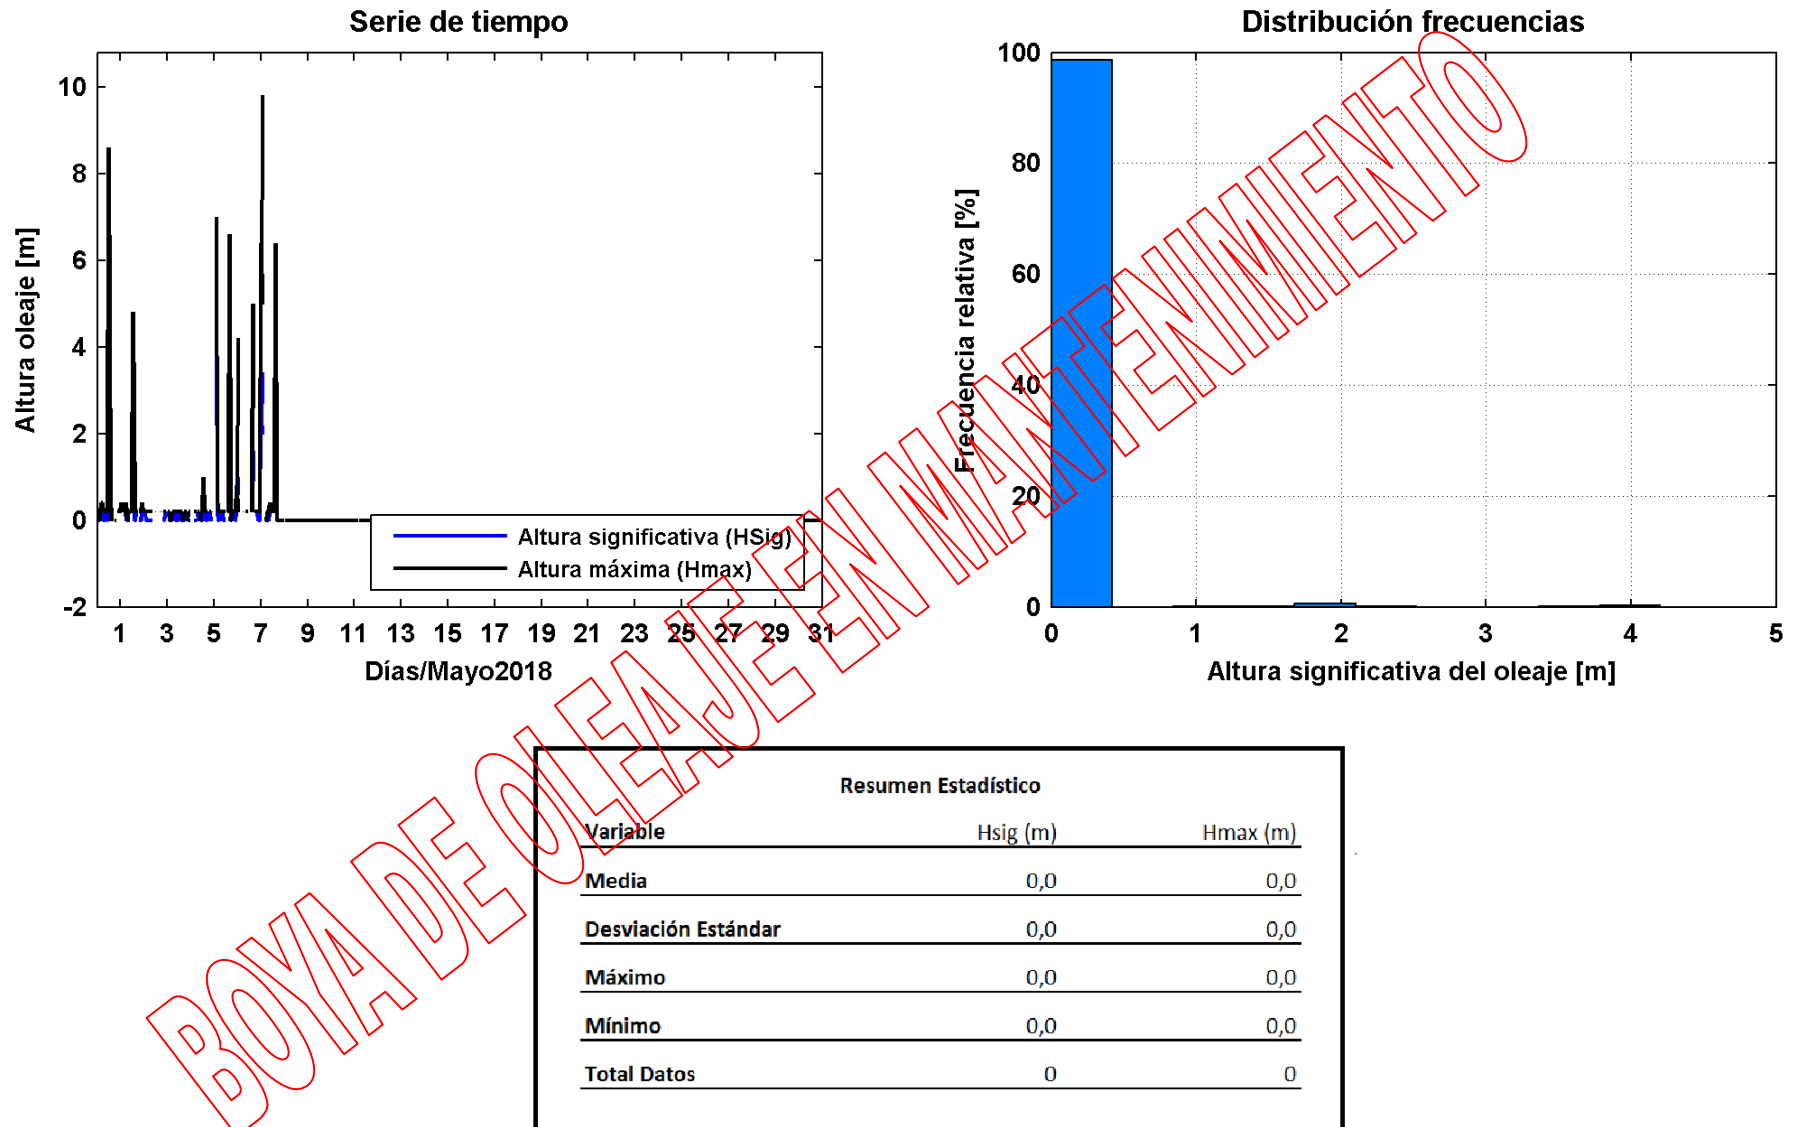 Serie de tiempo
Altura oleaje [m]
10
8
6
4
2
0
-2
1 3 5 7 9 11 13 15 17 19 21 23 25 27 29 31
Días/Mayo2018
Altura significativa (HSig)
Altura máxima (Hmax)
Distribución frecuencias
Frecuencia relativa [%]
100
80
60
40
20
0
0 1 2 3 4 5
Altura significativa del oleaje [m]
BOYA DE OLEAJE EN MANTENIMIENTO
Resumen Estadístico
Variable Hsig (m) Hmax (m)
Media 0,0 0,0
Desviación Estándar 0,0 0,0
Máximo 0,0 0,0
Mínimo 0,0 0,0
Total Datos 0 0